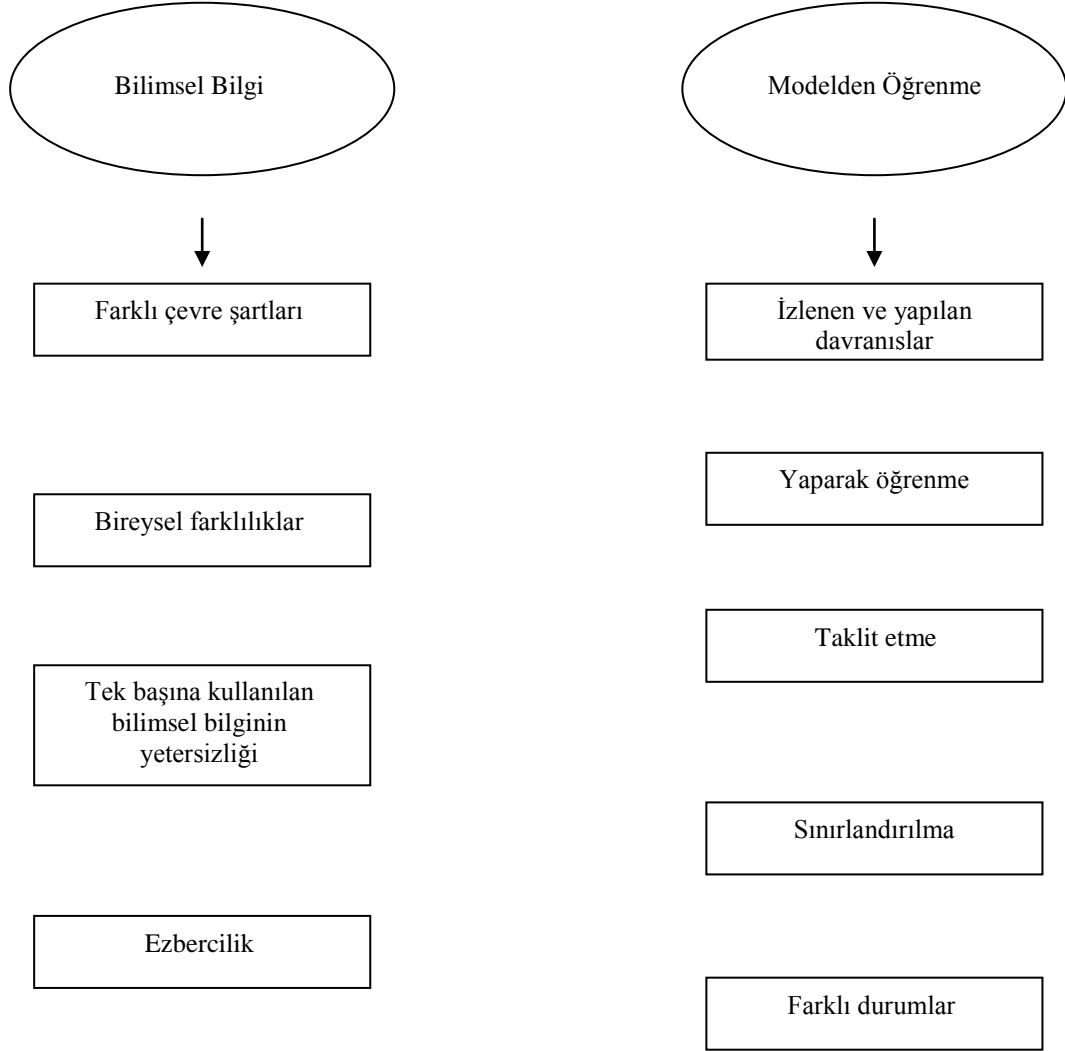 Bilimsel Bilgi
Farklı çevre şartları
Bireysel farklılıklar
Tek başına kullanılan
bilimsel bilginin
yetersizliği
Ezbercilik
Modelden Öğrenme
İzlenen ve yapılan
davranıslar
Yaparak öğrenme
Taklit etme
Sınırlandırılma
Farklı durumlar